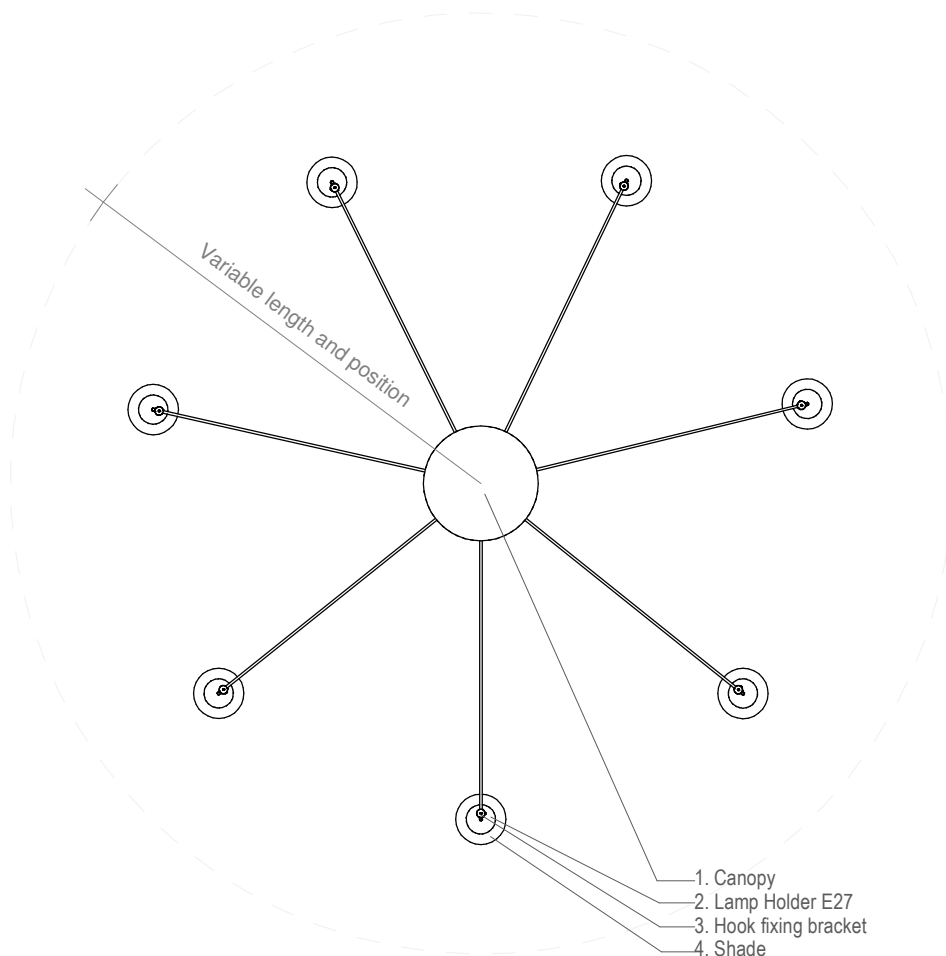 Variable length and position
1. Canopy
2. Lamp Holder E27
3. Hook fixing bracket
4. Shade